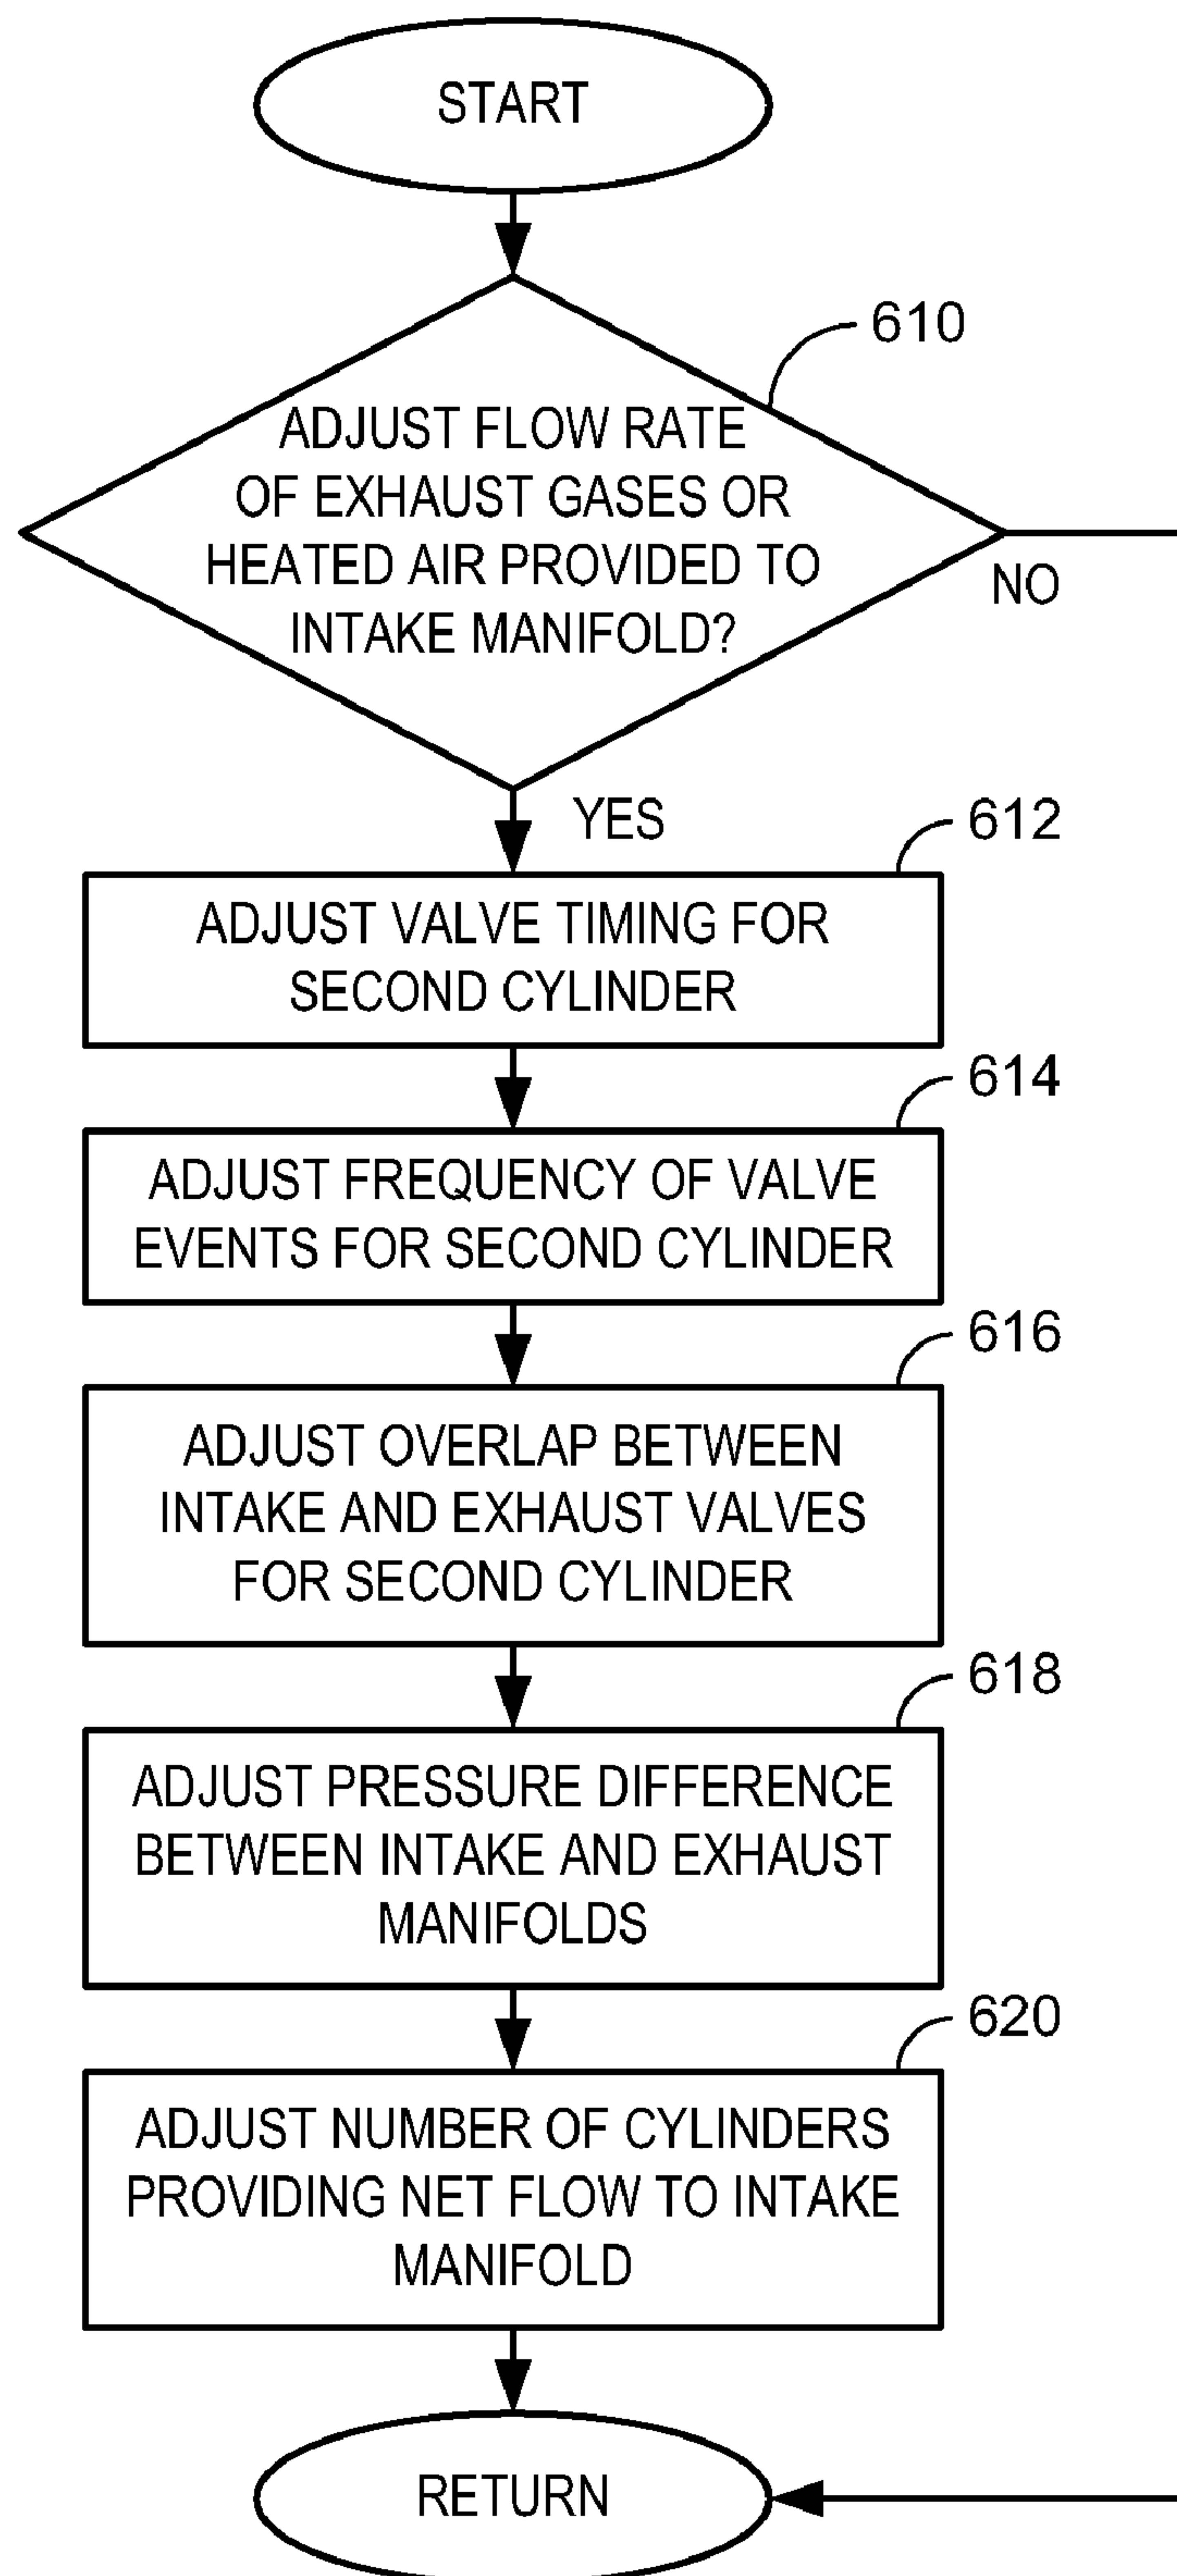 START
610
ADJUST FLOW RATE
OF EXHAUST GASES OR
HEATED AIR PROVIDED TO
INTAKE MANIFOLD?
NO
YES
612
ADJUST VALVE TIMING FOR
SECOND CYLINDER
614
ADJUST FREQUENCY OF VALVE
EVENTS FOR SECOND CYLINDER
616
ADJUST OVERLAP BETWEEN
INTAKE AND EXHAUST VALVES
FOR SECOND CYLINDER
618
ADJUST PRESSURE DIFFERENCE
BETWEEN INTAKE AND EXHAUST
MANIFOLDS
620
ADJUST NUMBER OF CYLINDERS
PROVIDING NET FLOW TO INTAKE
MANIFOLD
RETURN